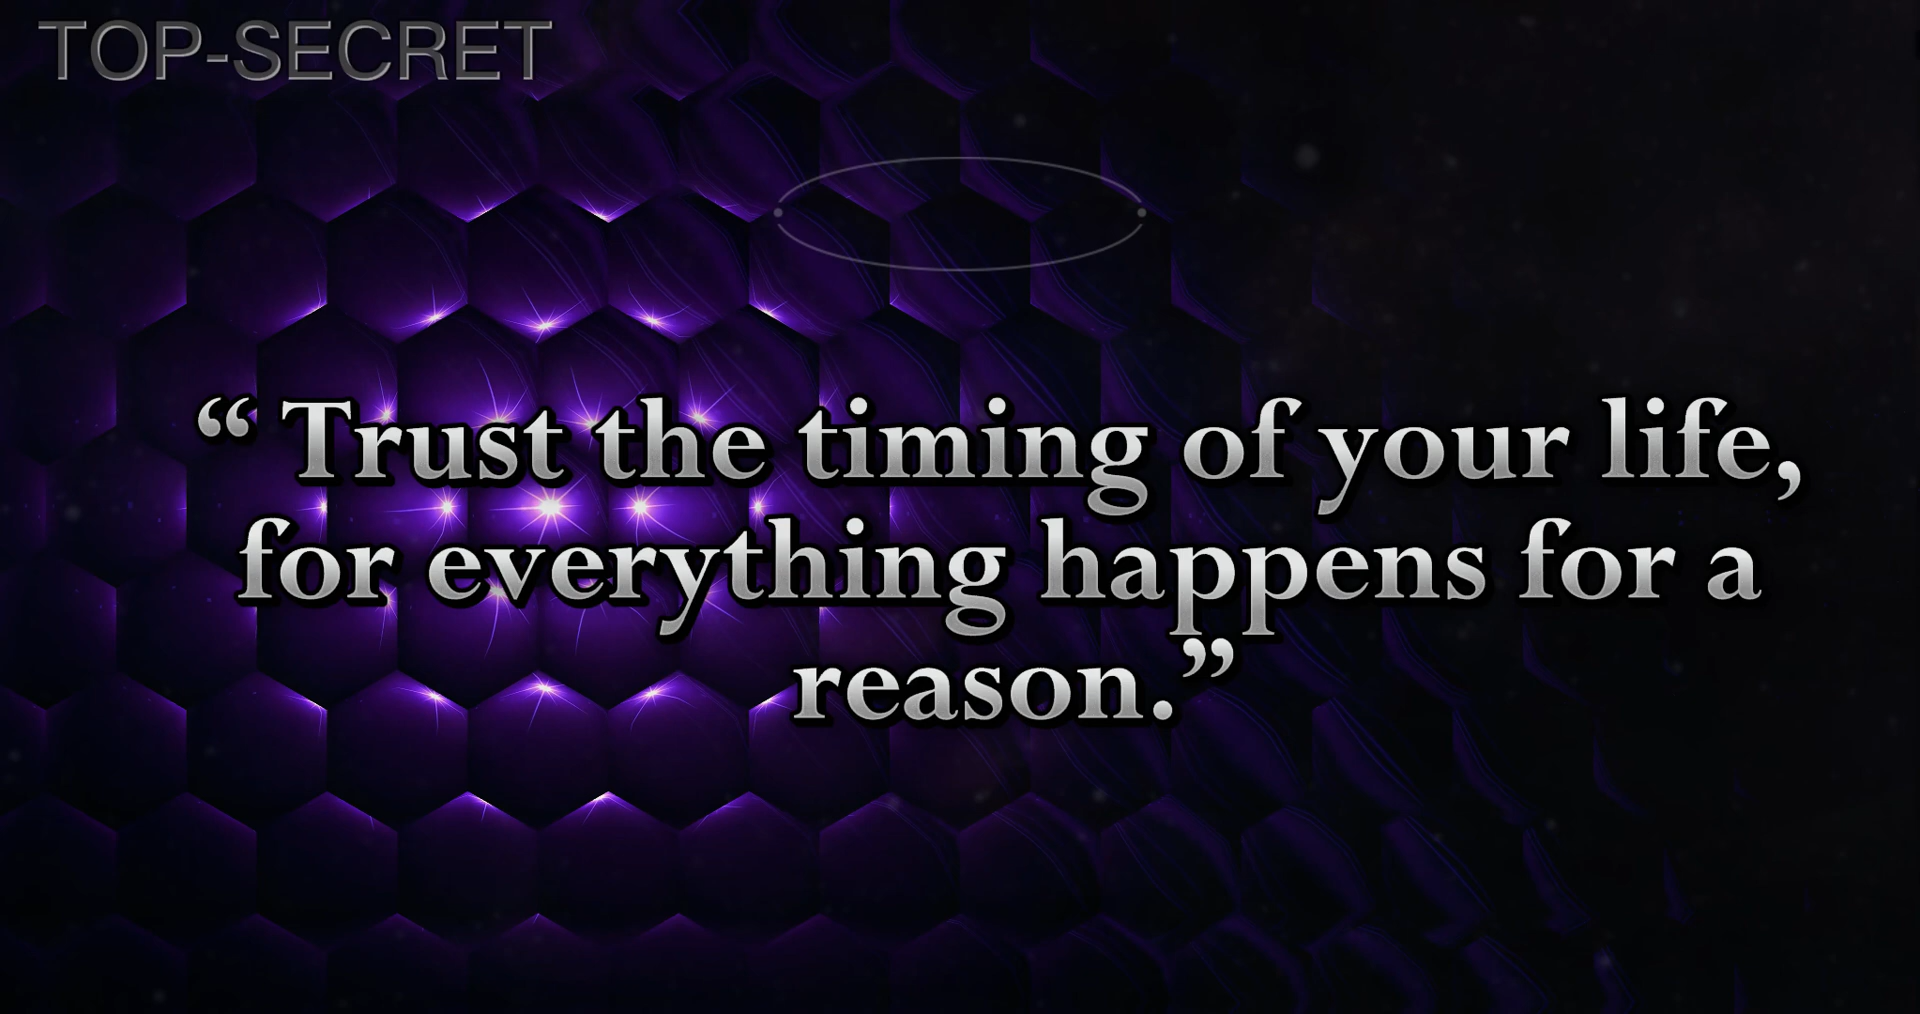 TOP-SECRET
“ Trust the timing of your life,
for everything happens for a
reason.”